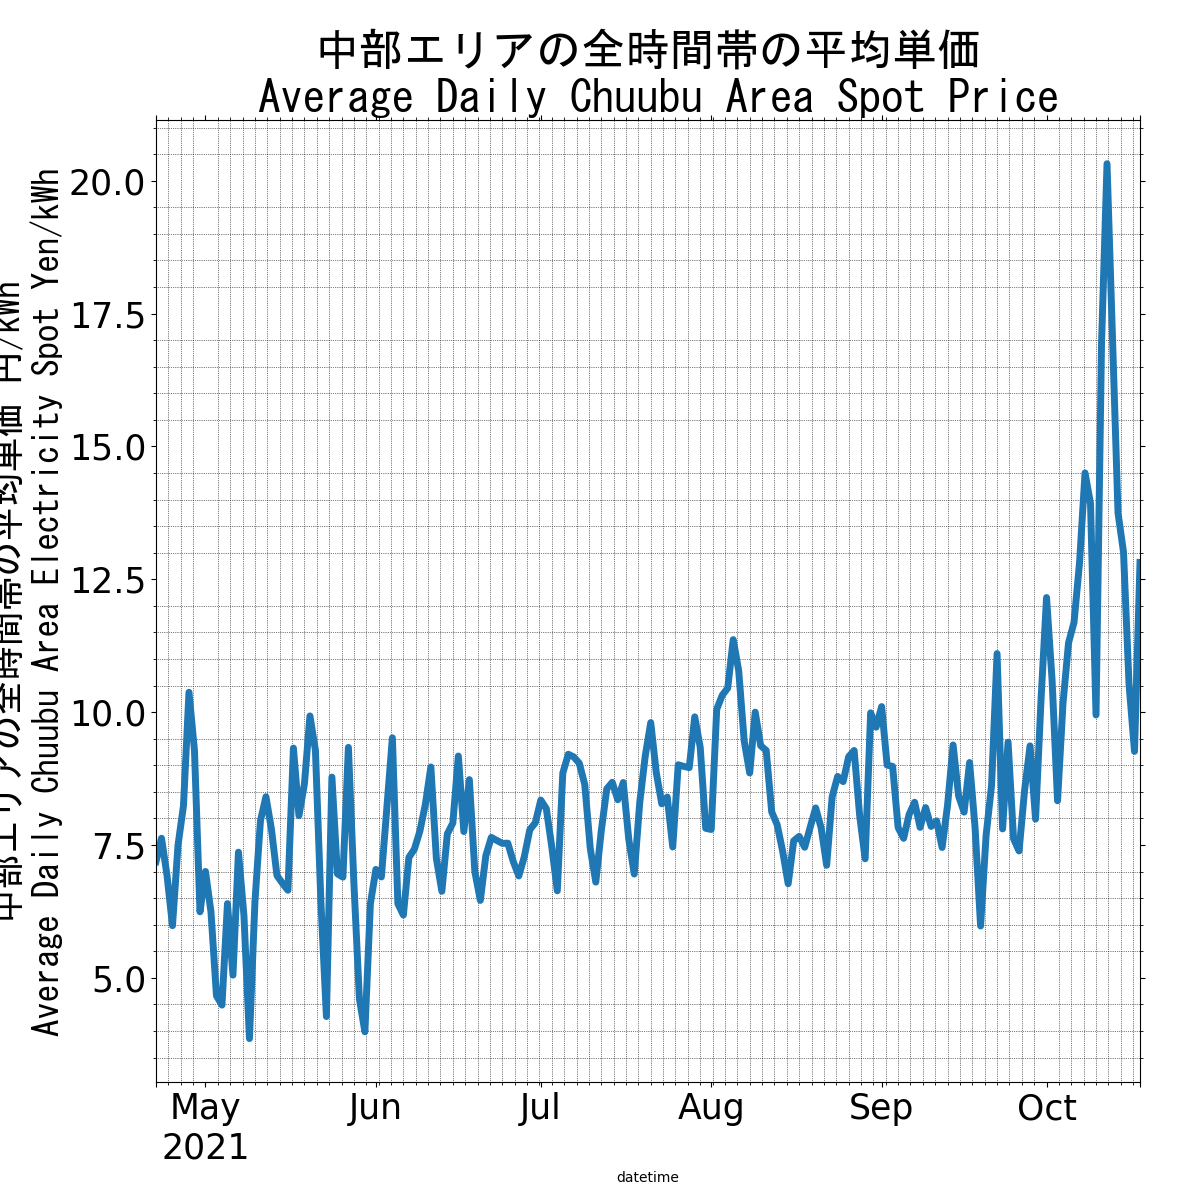 中部エリアの全時間帯の平均単価
Average Daily Chuubu Area Spot Price
中部エリアの全時間帯の平均単価 円/kWh
Average Daily Chuubu Area Electricity Spot Yen/kWh
20.0
17.5
15.0
12.5
10.0
7.5
5.0
May Jun Jul Aug Sep Oct
2021
datetime